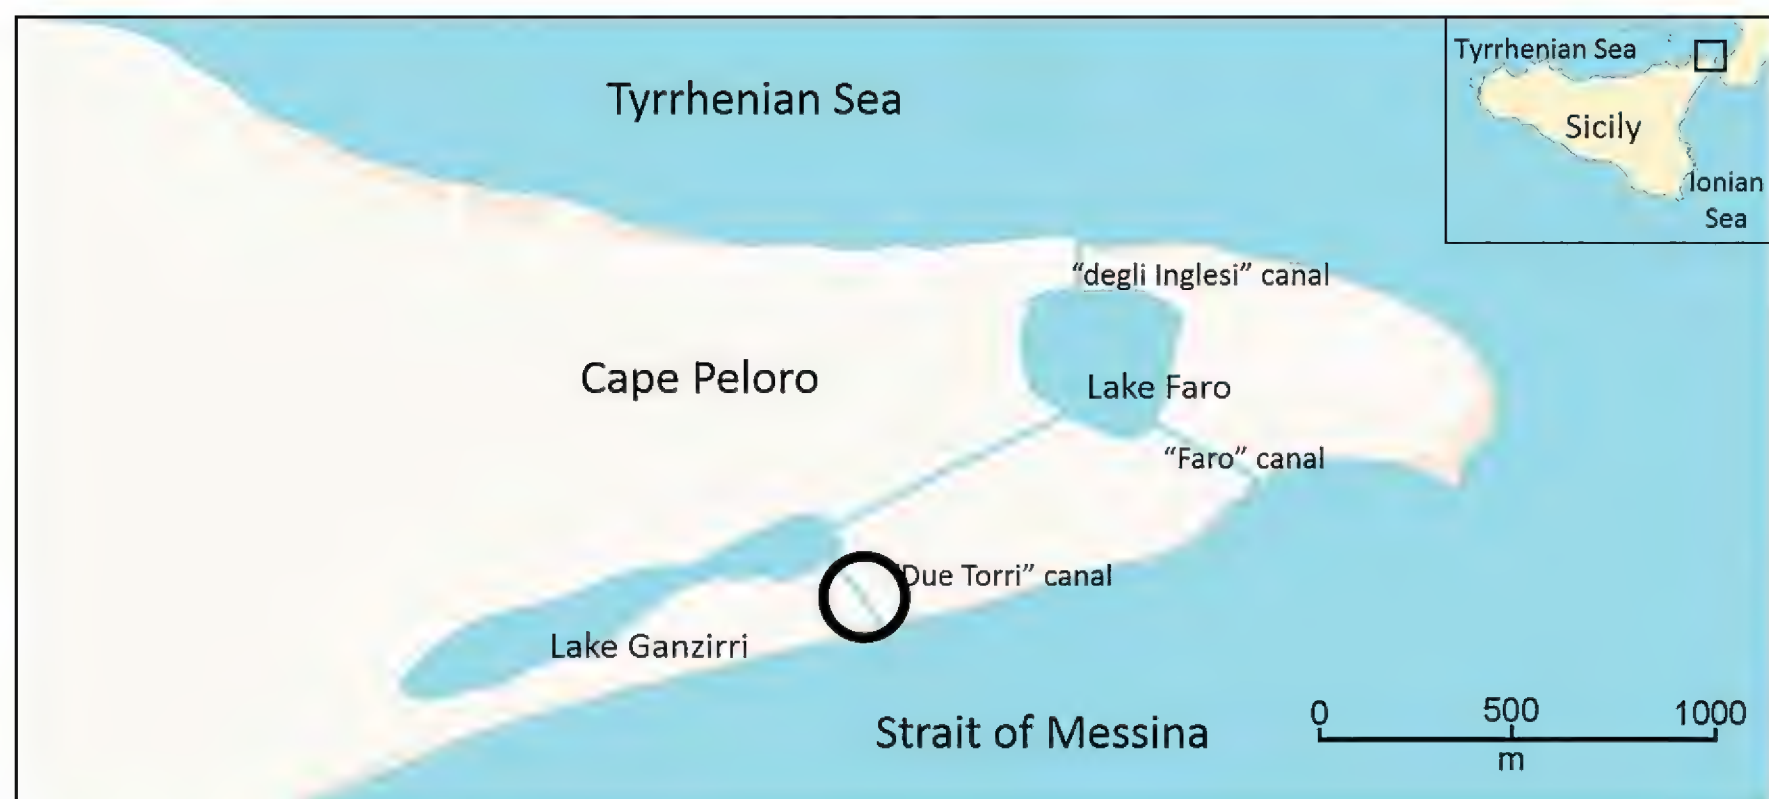 Tyrrhenian Sea
Tyrrhenian Sea
Sicily
Ionian
Sea
“degli Inglesi” canal
Cape Peloro
Lake Faro
“Faro” canal
“Due Torri” canal
Lake Ganzirri
Strait of Messina
0 500 1000
m